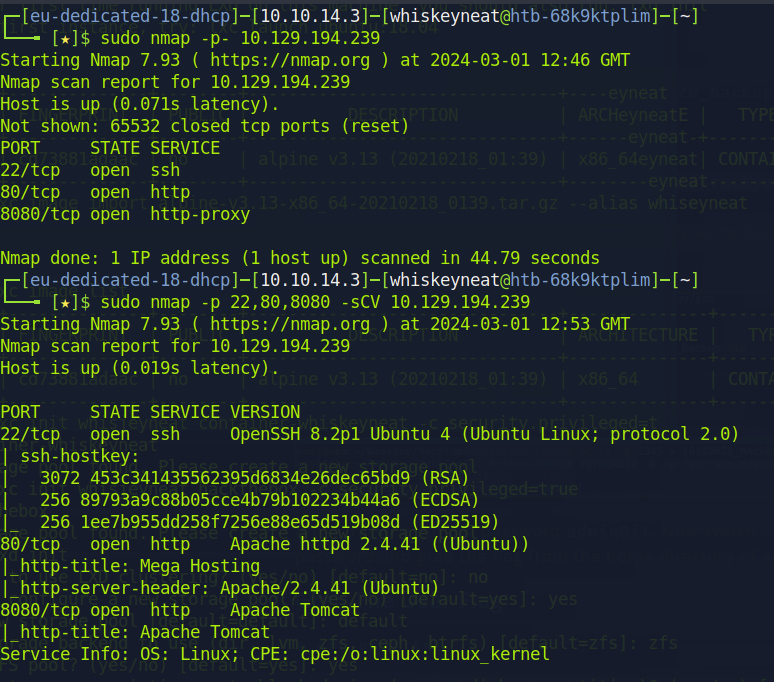 [eu-dedicated-18-dhcp]-[10.10.14.3]-[whiskeyneat@htb-68k9ktplim]-[~]
[★]$ sudo nmap -p- 10.129.194.239
Starting Nmap 7.93 ( https://nmap.org ) at 2024-03-01 12:46 GMT
Nmap scan report for 10.129.194.239
Host is up (0.071s latency).
Not shown: 65532 closed tcp ports (reset)
PORT     STATE SERVICE
22/tcp   open  ssh
80/tcp   open  http
8080/tcp open  http-proxy
Nmap done: 1 IP address (1 host up) scanned in 44.79 seconds
[eu-dedicated-18-dhcp]-[10.10.14.3]-[whiskeyneat@htb-68k9ktplim]-[~]
[★]$ sudo nmap -p 22,80,8080 -sCV 10.129.194.239
Starting Nmap 7.93 ( https://nmap.org ) at 2024-03-01 12:53 GMT
Nmap scan report for 10.129.194.239
Host is up (0.019s latency).
PORT     STATE SERVICE VERSION
22/tcp   open  ssh     OpenSSH 8.2p1 Ubuntu 4 (Ubuntu Linux; protocol 2.0)
| ssh-hostkey:
|   3072 453c341435562395d6834e26dec65bd9 (RSA)
|   256 89793a9c88b05cce4b79b102234b44a6 (ECDSA)
|_  256 1ee7b955dd258f7256e88e65d519b08d (ED25519)
80/tcp   open  http    Apache httpd 2.4.41 ((Ubuntu))
|_http-title: Mega Hosting
|_http-server-header: Apache/2.4.41 (Ubuntu)
8080/tcp open  http    Apache Tomcat
|_http-title: Apache Tomcat
Service Info: OS: Linux; CPE: cpe:/o:linux:linux_kernel